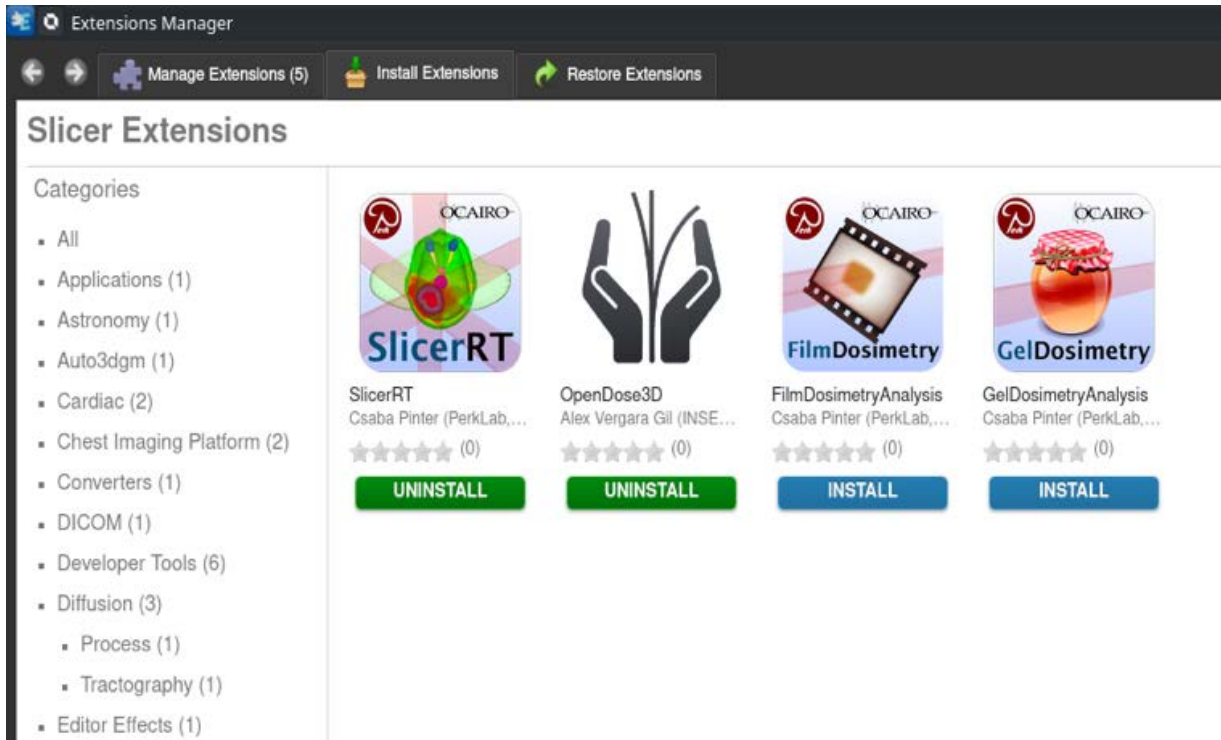 Extensions Manager
Manage Extensions (5)
Install Extensions
Restore Extensions
Slicer Extensions
Categories
All
Applications (1)
Astronomy (1)
Auto3dgm (1)
Cardiac (2)
Chest Imaging Platform (2)
Converters (1)
DICOM (1)
Developer Tools (6)
Diffusion (3)
Process (1)
Tractography (1)
Editor Effects (1)
OCAIRO
SlicerRT
SlicerRT
Csaba Pinter (PerkLab,...
(0)
UNINSTALL
OpenDose3D
Alex Vergara Gil (INSE...
(0)
UNINSTALL
OCAIRO
FilmDosimetry
FilmDosimetryAnalysis
Csaba Pinter (PerkLab,...
(0)
INSTALL
OCAIRO
GelDosimetry
GelDosimetryAnalysis
Csaba Pinter (PerkLab,...
(0)
INSTALL